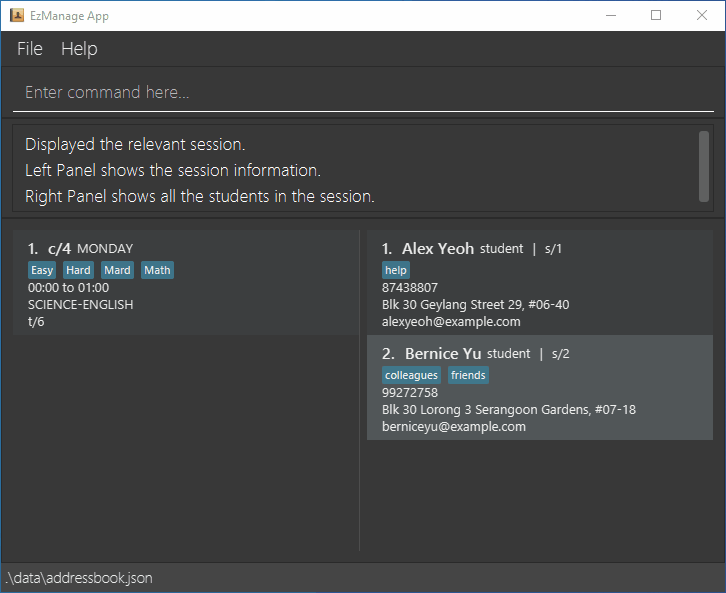 EzManage App
File Help
Enter command here...
Displayed the relevant session.
Left Panel shows the session information.
Right Panel shows all the students in the session.
1. c/4 MONDAY
Easy Hard Mard Math
00:00 to 01:00
SCIENCE-ENGLISH
t/6
1. Alex Yeoh student | s/1
help
87438807
Blk 30 Geylang Street 29, #06-40
alexyeoh@example.com
2. Bernice Yu student | s/2
colleagues friends
99272758
Blk 30 Lorong 3 Serangoon Gardens, #07-18
berniceyu@example.com
.\data\addressbook.json